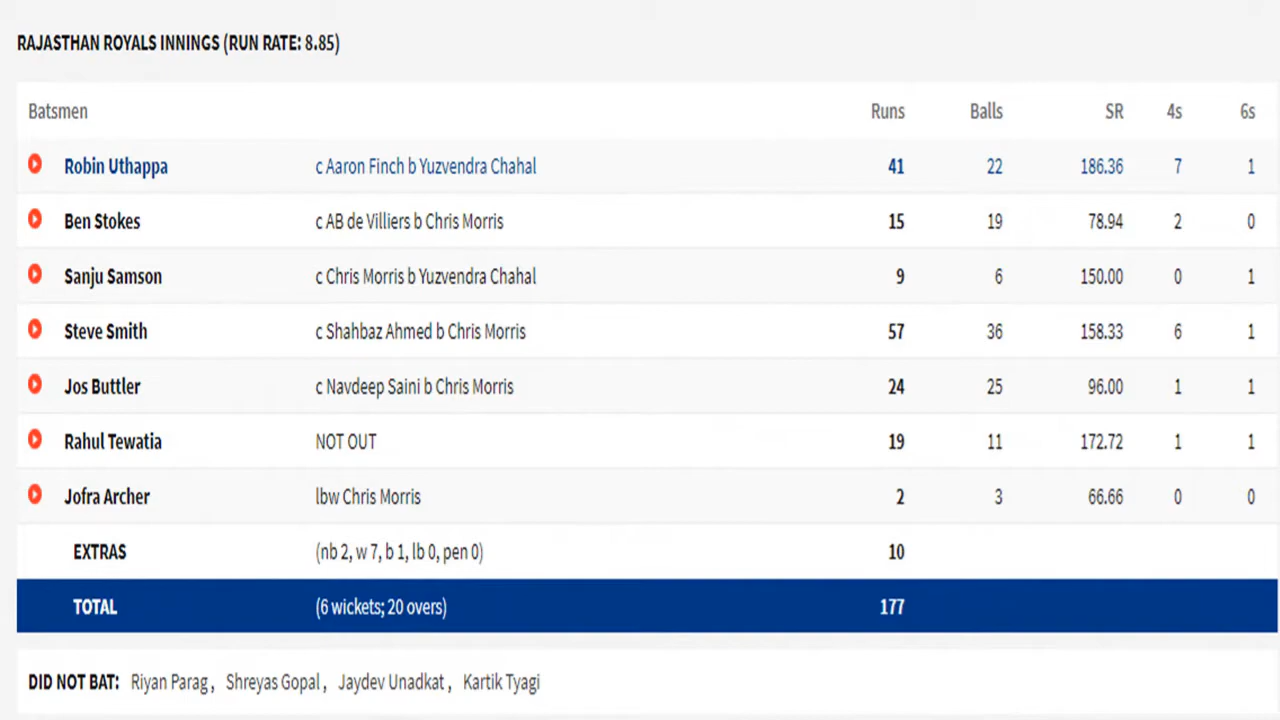 RAJASTHAN ROYALS INNINGS (RUN RATE: 8.85)
Batsmen Runs Balls SR 4s 6s
Robin Uthappa c Aaron Finch b Yuzvendra Chahal 41 22 186.36 7 1
Ben Stokes c AB de Villiers b Chris Morris 15 19 78.94 2 0
Sanju Samson c Chris Morris b Yuzvendra Chahal 9 6 150.00 0 1
Steve Smith c Shahbaz Ahmed b Chris Morris 57 36 158.33 6 1
Jos Buttler c Navdeep Saini b Chris Morris 24 25 96.00 1 1
Rahul Tewatia NOT OUT 19 11 172.72 1 1
Jofra Archer lbw Chris Morris 2 3 66.66 0 0
EXTRAS (nb 2, w 7, b 1, lb 0, pen 0) 10
TOTAL (6 wickets; 20 overs) 177
DID NOT BAT: Riyan Parag , Shreyas Gopal , Jaydev Unadkat , Kartik Tyagi